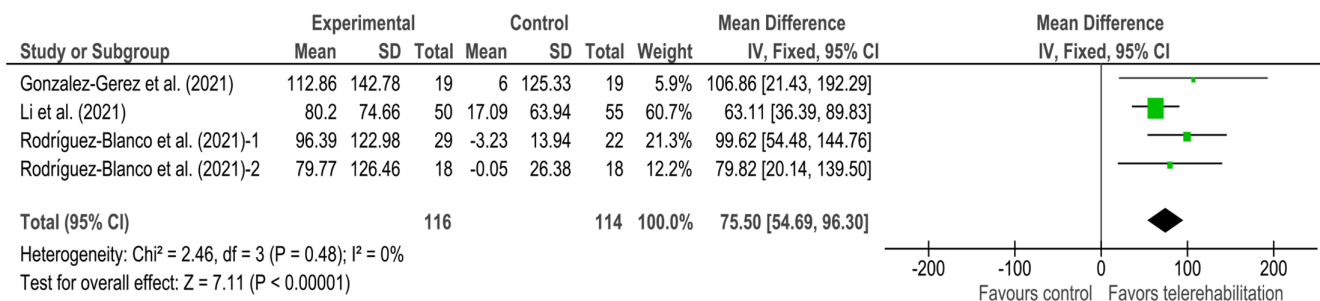 Experimental Control Mean Difference Mean Difference
Study or Subgroup Mean SD Total Mean SD Total Weight IV, Fixed, 95% CI IV, Fixed, 95% CI
Gonzalez-Gerez et al. (2021) 112.86 142.78 19 6 125.33 19 5.9% 106.86 [21.43, 192.29]
Li et al. (2021) 80.2 74.66 50 17.09 63.94 55 60.7% 63.11 [36.39, 89.83]
Rodríguez-Blanco et al. (2021)-1 96.39 122.98 29 -3.23 13.94 22 21.3% 99.62 [54.48, 144.76]
Rodríguez-Blanco et al. (2021)-2 79.77 126.46 18 -0.05 26.38 18 12.2% 79.82 [20.14, 139.50]
Total (95% CI) 116 114 100.0% 75.50 [54.69, 96.30]
Heterogeneity: Chi² = 2.46, df = 3 (P = 0.48); I² = 0%
Test for overall effect: Z = 7.11 (P < 0.00001)
-200 -100 0 100 200
Favours control Favors telerehabilitation